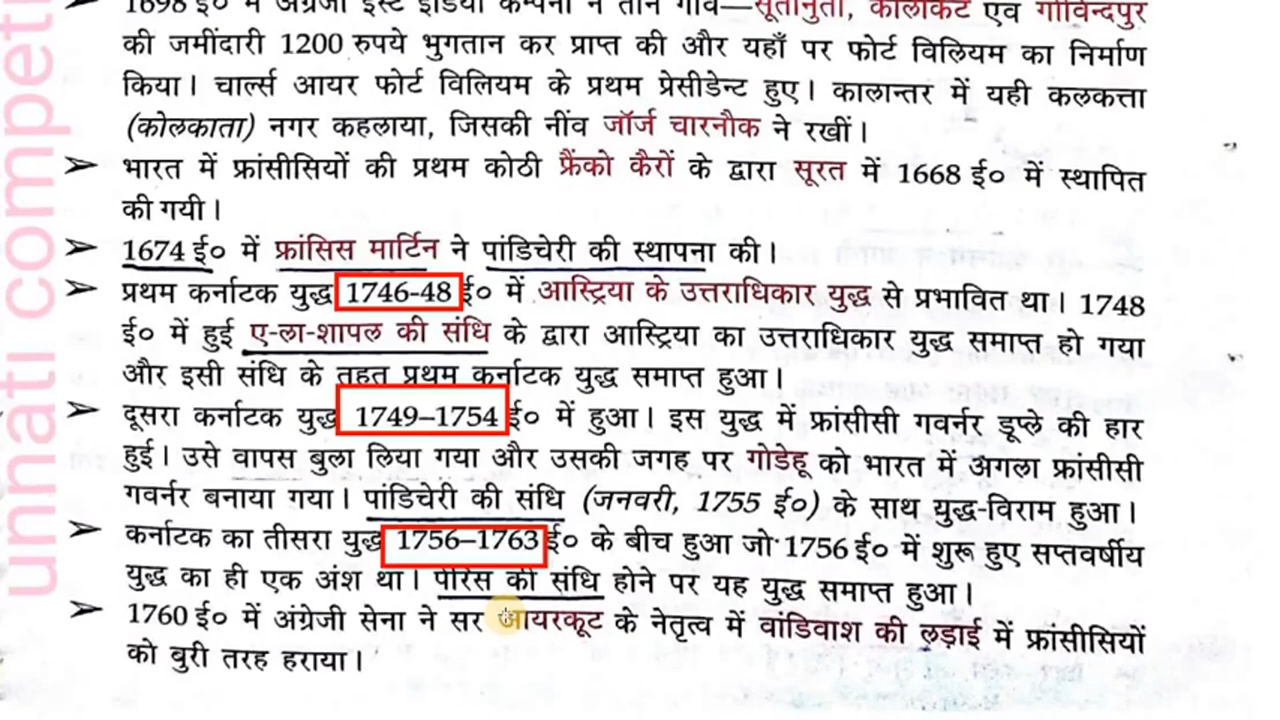 1698 ई० में अंग्रेजी ईस्ट इंडिया कम्पनी ने तीन गाँव—सूतानुती, कालीकट एवं गोविन्दपुर
की जमींदारी 1200 रुपये भुगतान कर प्राप्त की और यहाँ पर फोर्ट विलियम का निर्माण
किया। चार्ल्स आयर फोर्ट विलियम के प्रथम प्रेसीडेन्ट हुए। कालान्तर में यही कलकत्ता
(कोलकाता) नगर कहलाया, जिसकी नींव जॉर्ज चारनौक ने रखीं।
➢ भारत में फ्रांसीसियों की प्रथम कोठी फ्रैंको कैरों के द्वारा सूरत में 1668 ई० में स्थापित
की गयी।
➢ 1674 ई० में फ्रांसिस मार्टिन ने पांडिचेरी की स्थापना की।
➢ प्रथम कर्नाटक युद्ध 1746-48 ई० में आस्ट्रिया के उत्तराधिकार युद्ध से प्रभावित था। 1748
ई० में हुई ए-ला-शापल की संधि के द्वारा आस्ट्रिया का उत्तराधिकार युद्ध समाप्त हो गया
और इसी संधि के तहत प्रथम कर्नाटक युद्ध समाप्त हुआ।
➢ दूसरा कर्नाटक युद्ध 1749–1754 ई० में हुआ। इस युद्ध में फ्रांसीसी गवर्नर डूप्ले की हार
हुई। उसे वापस बुला लिया गया और उसकी जगह पर गोडेहू को भारत में अगला फ्रांसीसी
गवर्नर बनाया गया। पांडिचेरी की संधि (जनवरी, 1755 ई०) के साथ युद्ध-विराम हुआ।
➢ कर्नाटक का तीसरा युद्ध 1756–1763 ई० के बीच हुआ जो 1756 ई० में शुरू हुए सप्तवर्षीय
युद्ध का ही एक अंश था। पेरिस की संधि होने पर यह युद्ध समाप्त हुआ।
➢ 1760 ई० में अंग्रेजी सेना ने सर आयरकूट के नेतृत्व में वांडिवाश की लड़ाई में फ्रांसीसियों
को बुरी तरह हराया।
unnati competi